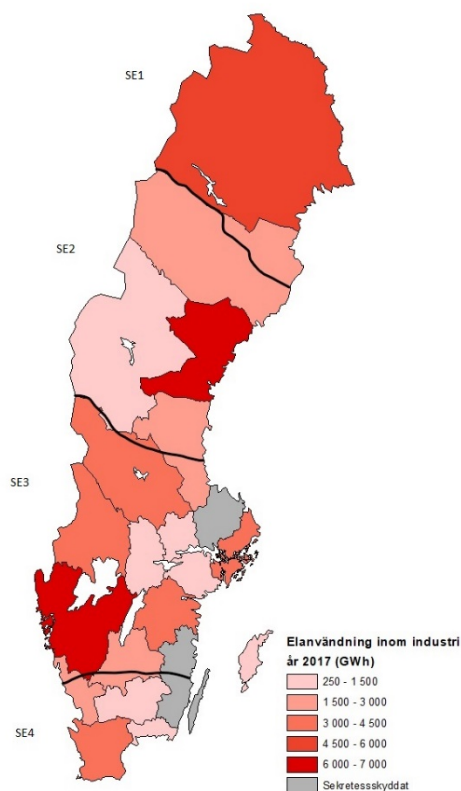 SE1
SE2
SE3
SE4
Elanvändning inom industri
år 2017 (GWh)
250 - 1 500
1 500 - 3 000
3 000 - 4 500
4 500 - 6 000
6 000 - 7 000
Sekretessskyddat